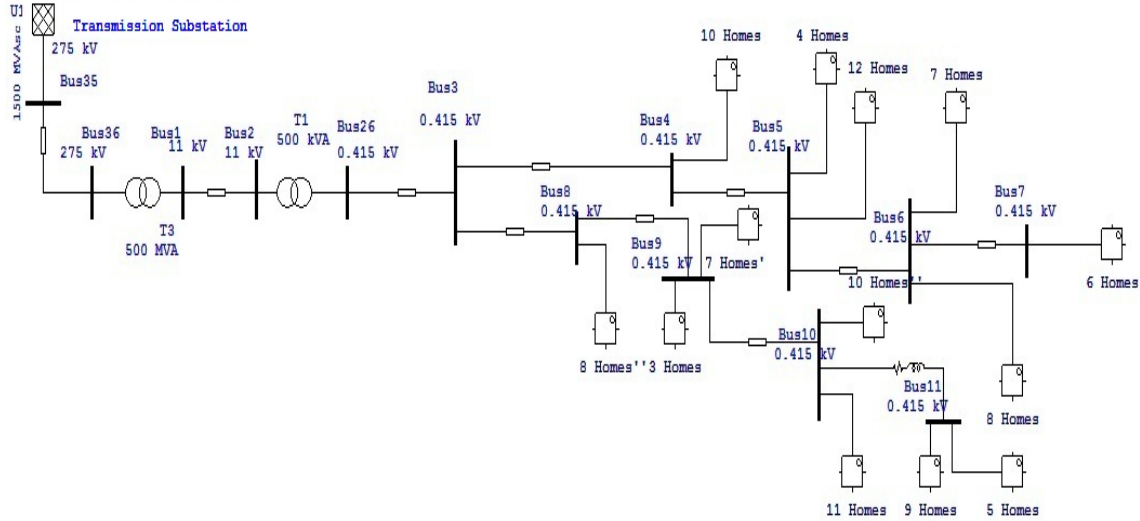 U1
Transmission Substation
275 kV
1500 MVAsc
Bus35
Bus36
275 kV
T3
500 MVA
Bus1
11 kV
Bus2
11 kV
T1
500 kVA
Bus26
0.415 kV
Bus3
0.415 kV
Bus4
0.415 kV
10 Homes
4 Homes
12 Homes
Bus5
0.415 kV
7 Homes
Bus6
0.415 kV
Bus7
0.415 kV
6 Homes
8 Homes
Bus8
0.415 kV
8 Homes''
Bus9
0.415 kV
7 Homes'
3 Homes
10 Homes''
Bus10
0.415 kV
11 Homes
Bus11
0.415 kV
9 Homes
5 Homes